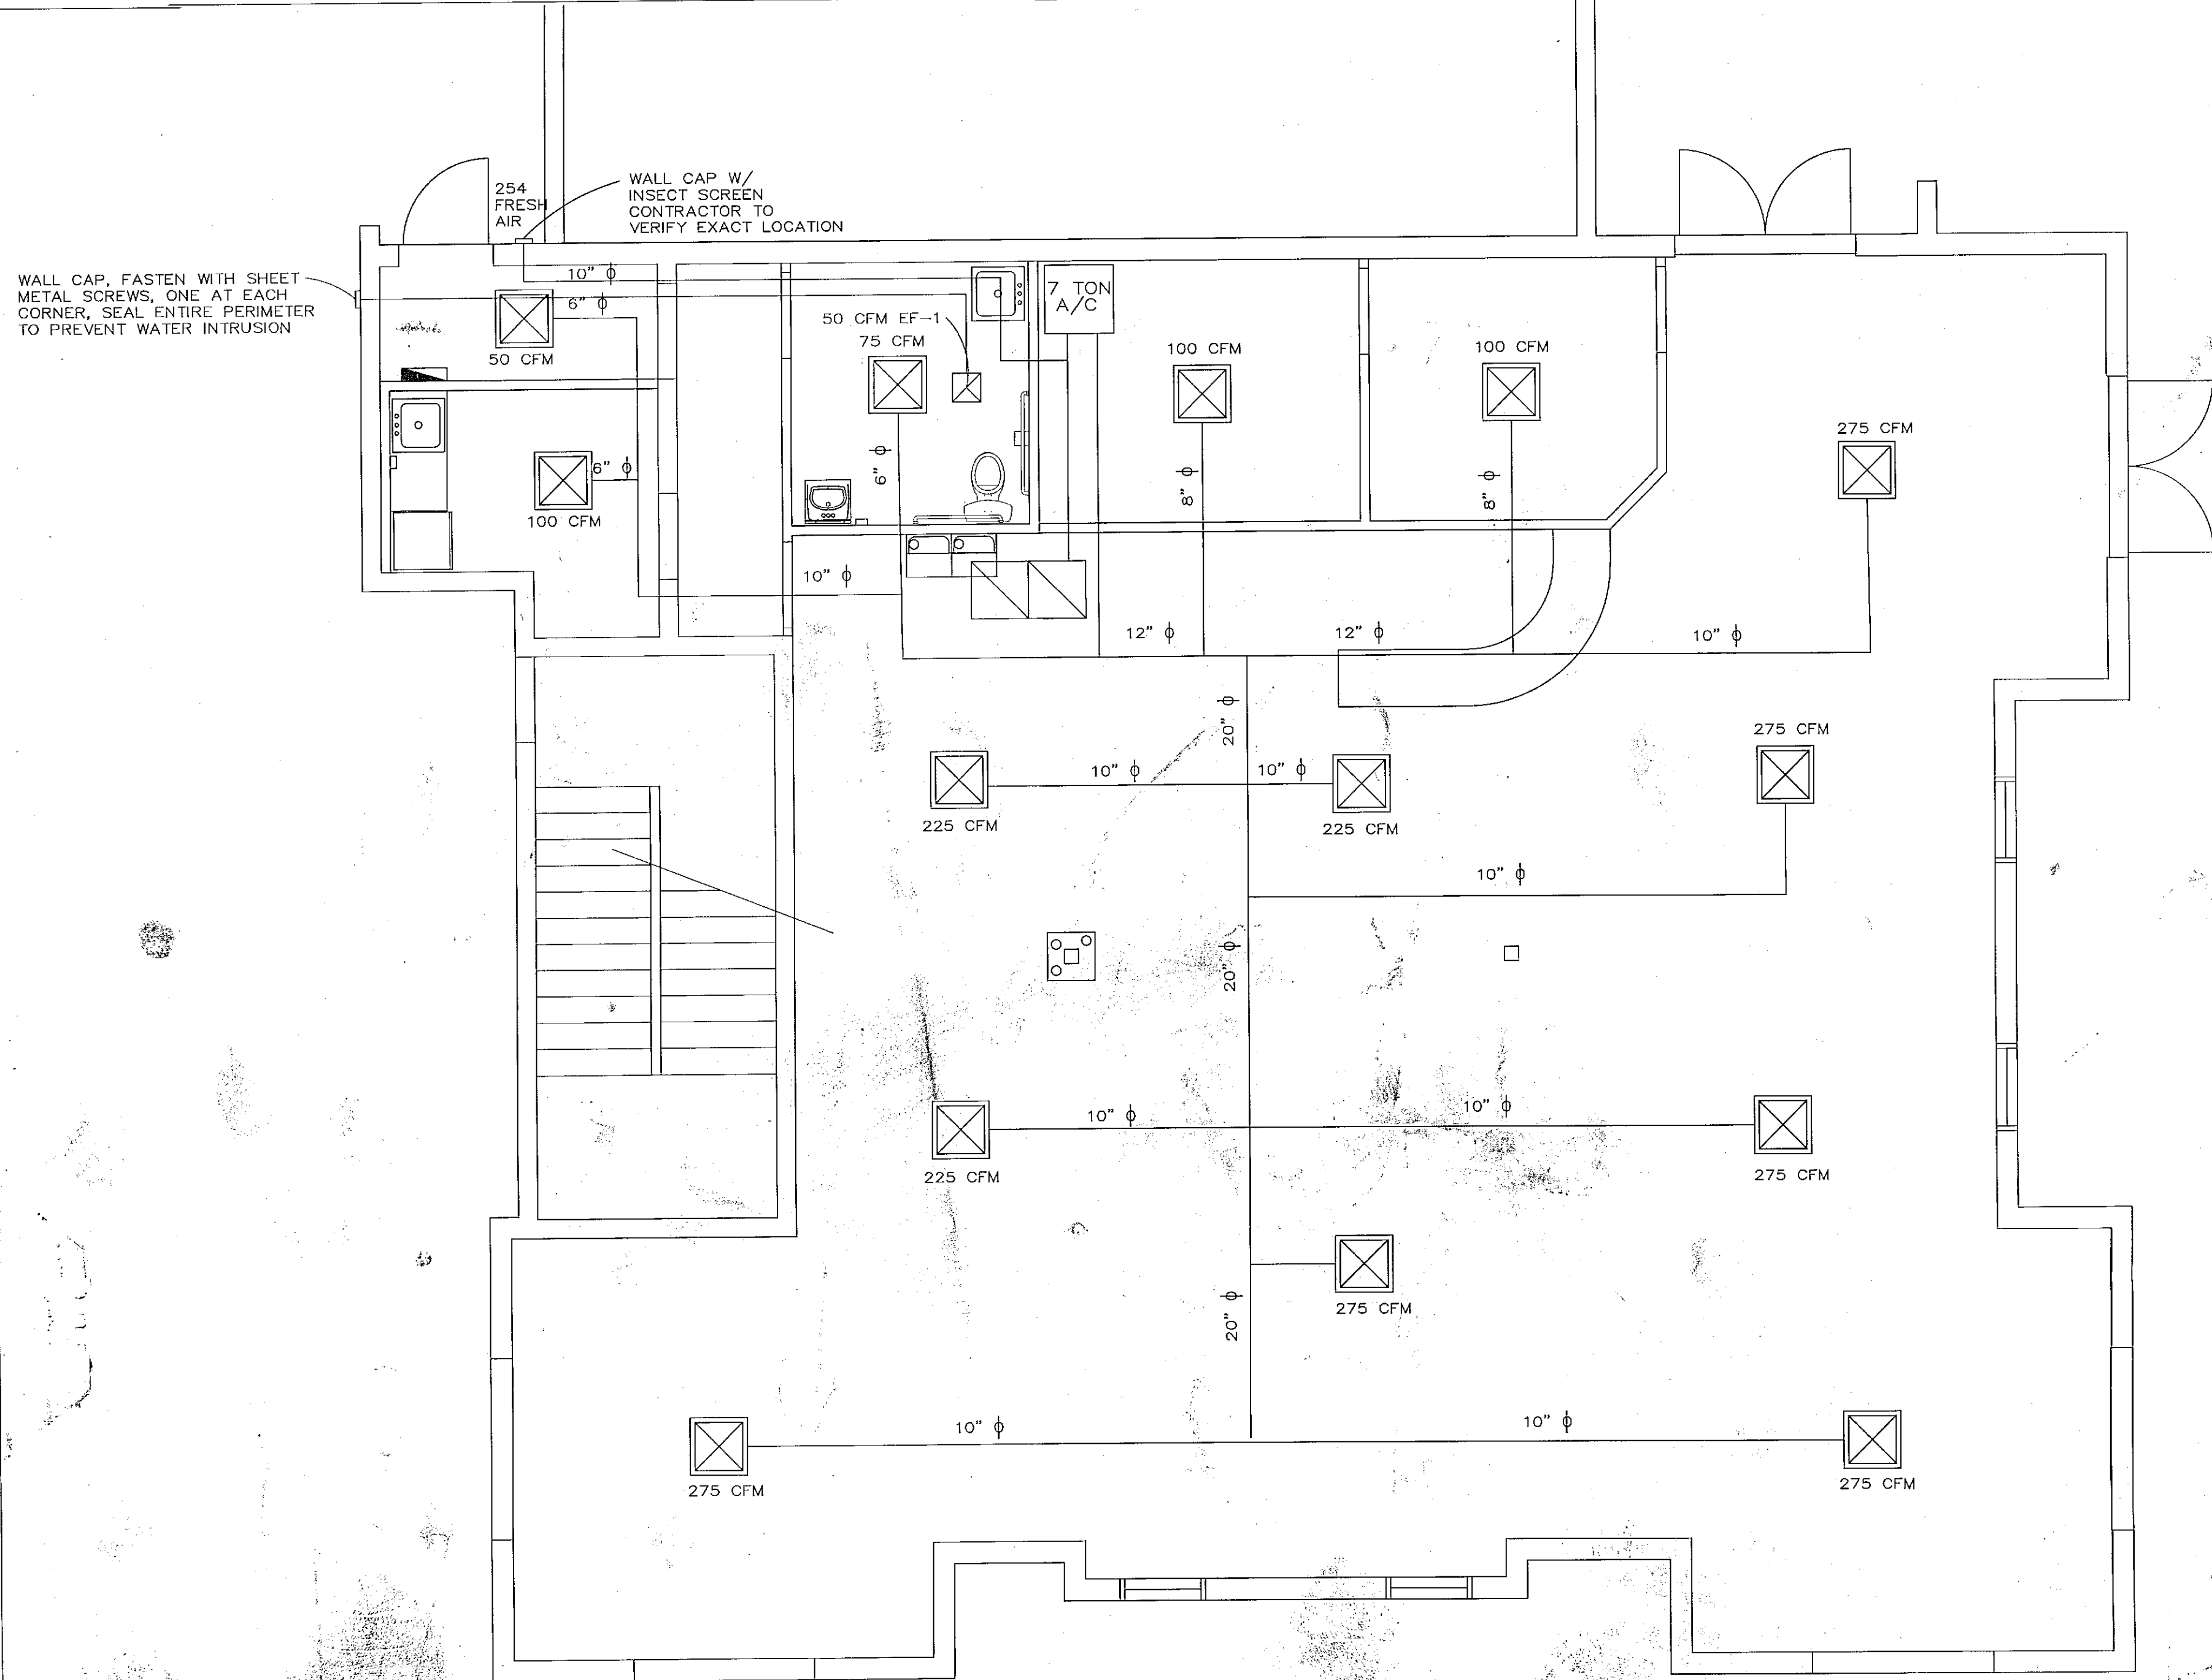 254
FRESH
AIR
WALL CAP W/
INSECT SCREEN
CONTRACTOR TO
VERIFY EXACT LOCATION
WALL CAP, FASTEN WITH SHEET
METAL SCREWS, ONE AT EACH
CORNER, SEAL ENTIRE PERIMETER
TO PREVENT WATER INTRUSION
10" ϕ
6" ϕ
50 CFM
7 TON
A/C
50 CFM EF-1
75 CFM
100 CFM
100 CFM
275 CFM
6" ϕ
6" ϕ
8" ϕ
8" ϕ
100 CFM
10" ϕ
12" ϕ
12" ϕ
10" ϕ
20" ϕ
275 CFM
10" ϕ
10" ϕ
225 CFM
225 CFM
10" ϕ
20" ϕ
10" ϕ
10" ϕ
225 CFM
275 CFM
20" ϕ
275 CFM
10" ϕ
10" ϕ
275 CFM
275 CFM